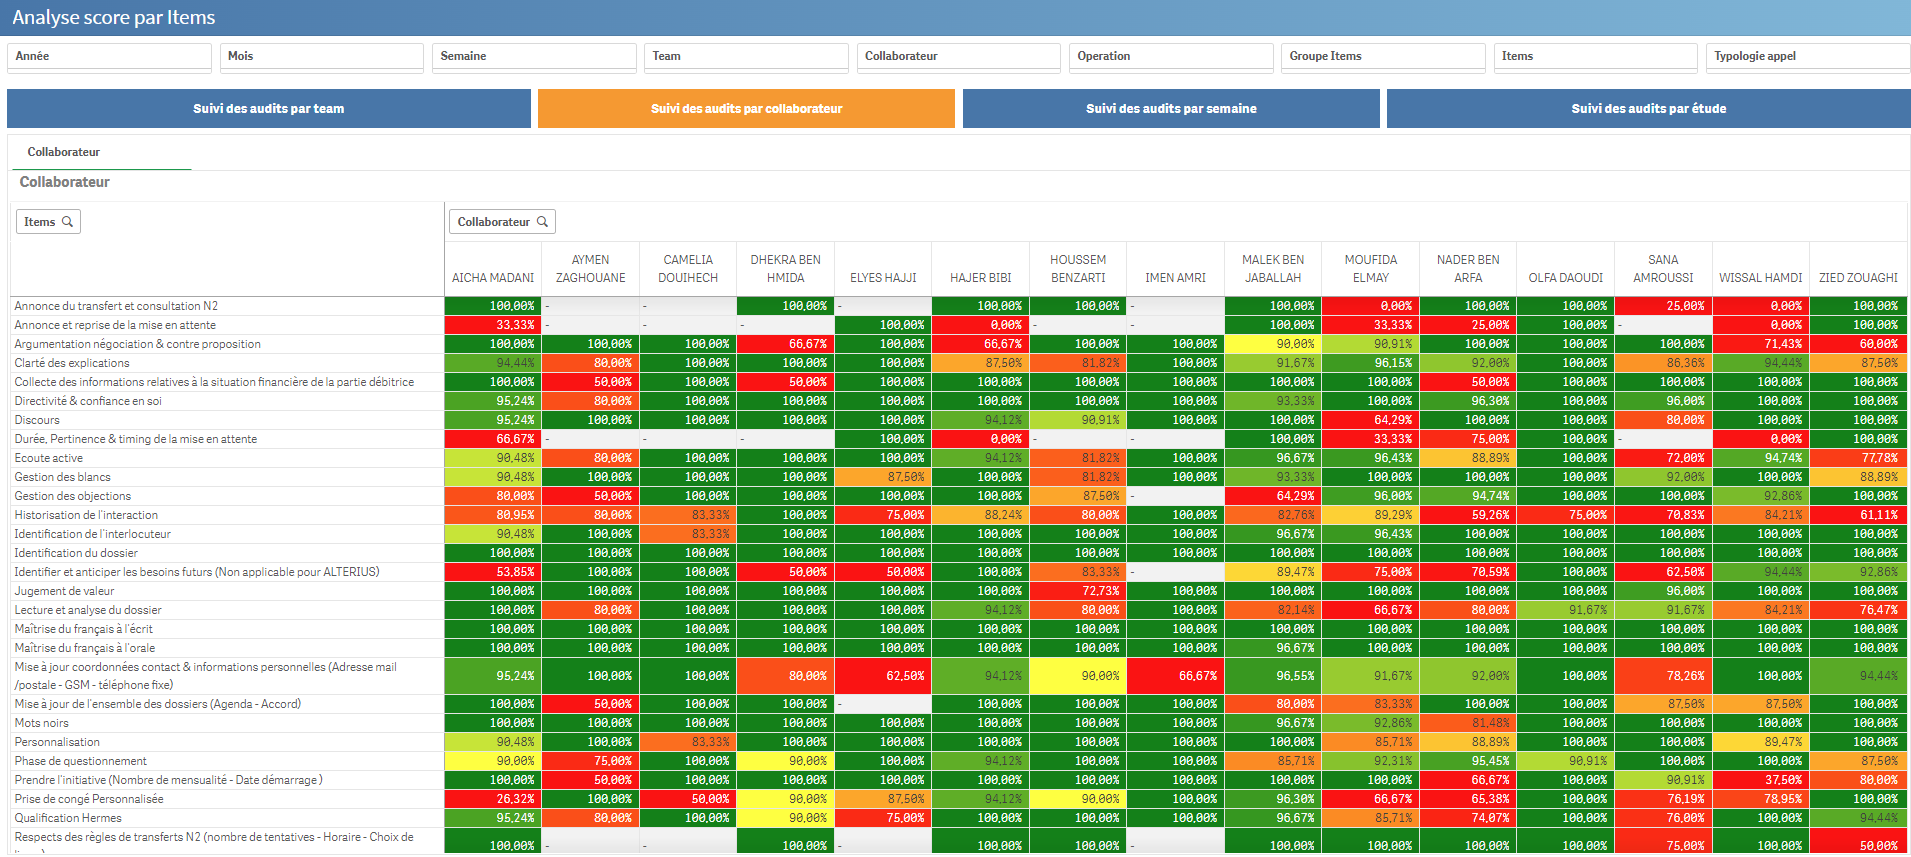 Analyse score par Items
Année Mois Semaine Team Collaborateur Operation Groupe Items Items Typologie appel
Suivi des audits par team Suivi des audits par collaborateur Suivi des audits par semaine Suivi des audits par étude
Collaborateur
Collaborateur
Items Collaborateur
AICHA MADANI AYMEN ZAGHOUANE CAMELIA DOUIHECH DHEKRA BEN HMIDA ELYES HAJJI HAJER BIBI HOUSSEM BENZARTI IMEN AMRI MALEK BEN JABALLAH MOUFIDA ELMAY NADER BEN ARFA OLFA DAOUDI SANA AMROUSSI WISSAL HAMDI ZIED ZOUAGHI
Annonce du transfert et consultation N2 100,00% - - 100,00% - 100,00% 100,00% - 100,00% 0,00% 100,00% 100,00% 25,00% 0,00% 100,00%
Annonce et reprise de la mise en attente 33,33% - - - 100,00% 0,00% - - 100,00% 33,33% 25,00% 100,00% - 0,00% 100,00%
Argumentation négociation & contre proposition 100,00% 100,00% 100,00% 66,67% 100,00% 66,67% 100,00% 100,00% 90,00% 90,91% 100,00% 100,00% 100,00% 71,43% 60,00%
Clarté des explications 94,44% 80,00% 100,00% 100,00% 100,00% 87,50% 81,82% 100,00% 91,67% 96,15% 92,00% 100,00% 86,36% 94,44% 87,50%
Collecte des informations relatives à la situation financière de la partie débitrice 100,00% 50,00% 100,00% 50,00% 100,00% 100,00% 100,00% 100,00% 100,00% 100,00% 50,00% 100,00% 100,00% 100,00% 100,00%
Directivité & confiance en soi 95,24% 80,00% 100,00% 100,00% 100,00% 100,00% 100,00% 100,00% 93,33% 100,00% 96,30% 100,00% 96,00% 100,00% 100,00%
Discours 95,24% 100,00% 100,00% 100,00% 100,00% 94,12% 90,91% 100,00% 100,00% 64,29% 100,00% 100,00% 80,00% 100,00% 100,00%
Durée, Pertinence & timing de la mise en attente 66,67% - - - 100,00% 0,00% - - 100,00% 33,33% 75,00% 100,00% - 0,00% 100,00%
Ecoute active 90,48% 80,00% 100,00% 100,00% 100,00% 94,12% 81,82% 100,00% 96,67% 96,43% 88,89% 100,00% 72,00% 94,74% 77,78%
Gestion des blancs 90,48% 100,00% 100,00% 100,00% 87,50% 100,00% 81,82% 100,00% 93,33% 100,00% 100,00% 100,00% 92,00% 100,00% 88,89%
Gestion des objections 80,00% 50,00% 100,00% 100,00% 100,00% 100,00% 87,50% - 64,29% 96,00% 94,74% 100,00% 100,00% 92,86% 100,00%
Historisation de l'interaction 80,95% 80,00% 83,33% 100,00% 75,00% 88,24% 80,00% 100,00% 82,76% 89,29% 59,26% 75,00% 70,83% 84,21% 61,11%
Identification de l'interlocuteur 90,48% 100,00% 83,33% 100,00% 100,00% 100,00% 100,00% 100,00% 96,67% 96,43% 100,00% 100,00% 100,00% 100,00% 100,00%
Identification du dossier 100,00% 100,00% 100,00% 100,00% 100,00% 100,00% 100,00% 100,00% 100,00% 100,00% 100,00% 100,00% 100,00% 100,00% 100,00%
Identifier et anticiper les besoins futurs (Non applicable pour ALTERIUS) 53,85% 100,00% 100,00% 50,00% 50,00% 100,00% 83,33% - 89,47% 75,00% 70,59% 100,00% 62,50% 94,44% 92,86%
Jugement de valeur 100,00% 100,00% 100,00% 100,00% 100,00% 100,00% 72,73% 100,00% 100,00% 100,00% 100,00% 100,00% 96,00% 100,00% 100,00%
Lecture et analyse du dossier 100,00% 80,00% 100,00% 100,00% 100,00% 94,12% 80,00% 100,00% 82,14% 66,67% 80,00% 91,67% 91,67% 84,21% 76,47%
Maîtrise du français à l'écrit 100,00% 100,00% 100,00% 100,00% 100,00% 100,00% 100,00% 100,00% 100,00% 100,00% 100,00% 100,00% 100,00% 100,00% 100,00%
Maîtrise du français à l'orale 100,00% 100,00% 100,00% 100,00% 100,00% 100,00% 100,00% 100,00% 96,67% 100,00% 100,00% 100,00% 100,00% 100,00% 100,00%
Mise à jour coordonnées contact & informations personnelles (Adresse mail
/postale - GSM - téléphone fixe) 95,24% 100,00% 100,00% 80,00% 62,50% 94,12% 90,00% 66,67% 96,55% 91,67% 92,00% 100,00% 78,26% 100,00% 94,44%
Mise à jour de l'ensemble des dossiers (Agenda - Accord) 100,00% 50,00% 100,00% 100,00% - 100,00% 100,00% 100,00% 80,00% 83,33% 100,00% 100,00% 87,50% 87,50% 100,00%
Mots noirs 100,00% 100,00% 100,00% 100,00% 100,00% 100,00% 100,00% 100,00% 96,67% 92,86% 81,48% 100,00% 100,00% 100,00% 100,00%
Personnalisation 90,48% 100,00% 83,33% 100,00% 100,00% 100,00% 100,00% 100,00% 100,00% 85,71% 88,89% 100,00% 100,00% 89,47% 100,00%
Phase de questionnement 90,00% 75,00% 100,00% 90,00% 100,00% 94,12% 100,00% 100,00% 85,71% 92,31% 95,45% 90,91% 100,00% 100,00% 87,50%
Prendre l'initiative (Nombre de mensualité - Date démarrage ) 100,00% 50,00% 100,00% 100,00% 100,00% 100,00% 100,00% 100,00% 100,00% 100,00% 66,67% 100,00% 90,91% 37,50% 80,00%
Prise de congé Personnalisée 26,32% 100,00% 50,00% 90,00% 87,50% 94,12% 90,00% 100,00% 96,30% 66,67% 65,38% 100,00% 76,19% 78,95% 100,00%
Qualification Hermes 95,24% 80,00% 100,00% 90,00% 75,00% 100,00% 100,00% 100,00% 96,67% 85,71% 74,07% 100,00% 76,00% 100,00% 94,44%
Respects des règles de transferts N2 (nombre de tentatives - Horaire - Choix de
100,00% - - 100,00% - 100,00% 100,00% - 100,00% 100,00% 100,00% 100,00% 75,00% 100,00% 50,00%